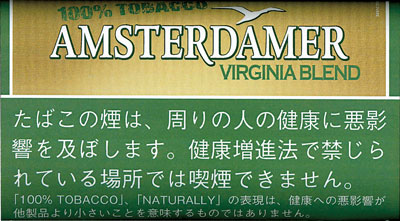 100% TOBACCO
AMSTERDAMER
VIRGINIA BLEND
たばこの煙は、周りの人の健康に悪影
響を及ぼします。健康増進法で禁じら
れている場所では喫煙できません。
「100% TOBACCO」、「NATURALLY」の表現は、健康への悪影響が
他製品より小さいことを意味するものではありません。